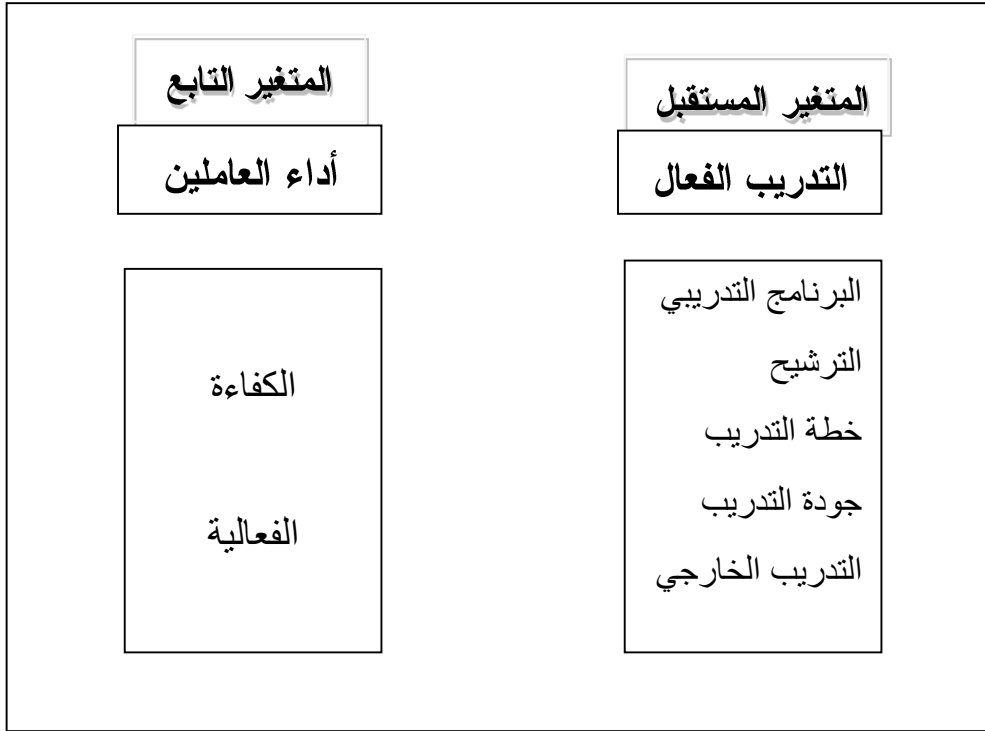 المتغير المستقبل
التدريب الفعال
البرنامج التدريبي
الترشيح
خطة التدريب
جودة التدريب
التدريب الخارجي
المتغير التابع
أداء العاملين
الكفاءة
الفعالية